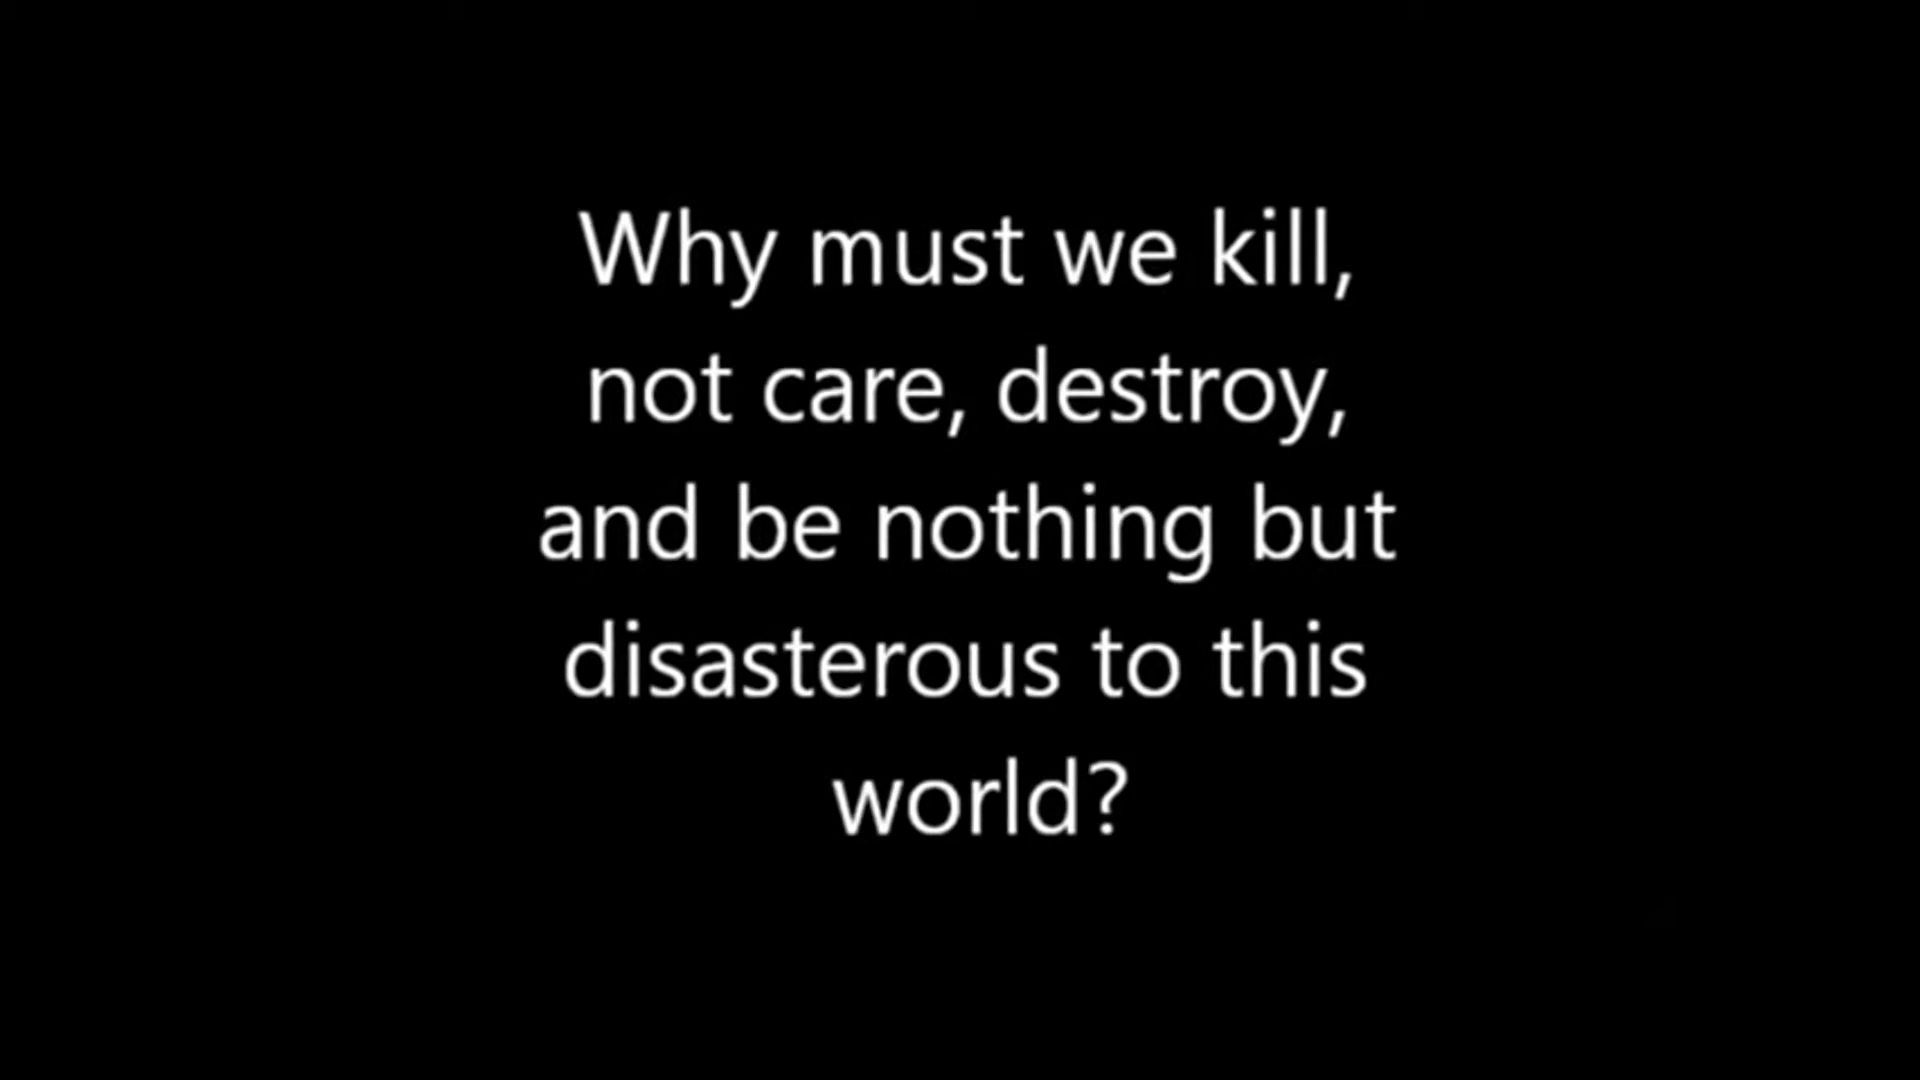 Why must we kill,
not care, destroy,
and be nothing but
disasterous to this
world?